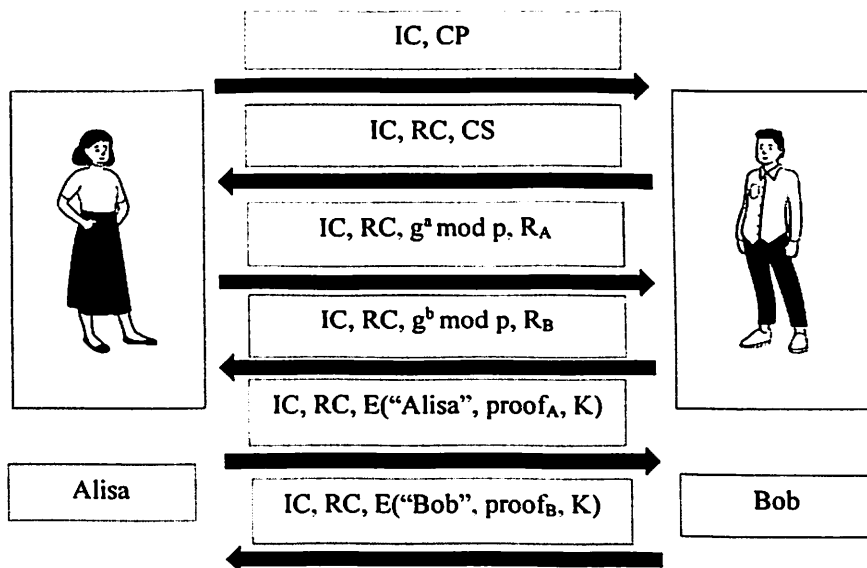 IC, CP
IC, RC, CS
IC, RC, gᵃ mod p, R_A
IC, RC, gᵇ mod p, R_B
IC, RC, E(“Alisa”, proof_A, K)
Alisa
IC, RC, E(“Bob”, proof_B, K)
Bob